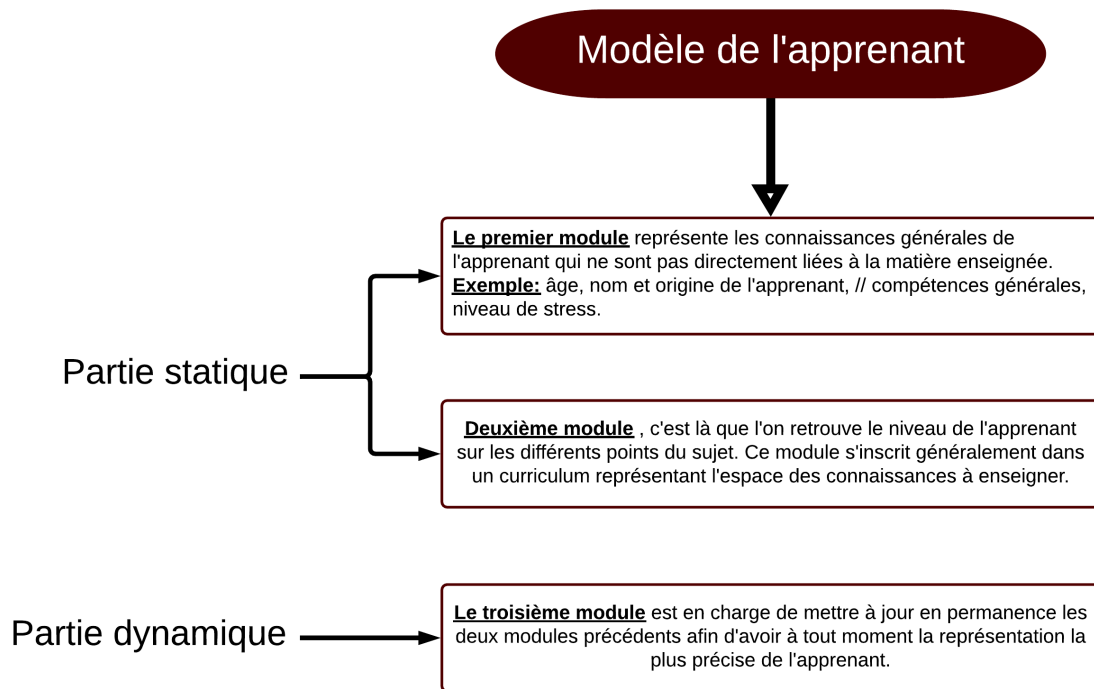 Modèle de l'apprenant
Le premier module représente les connaissances générales de
l'apprenant qui ne sont pas directement liées à la matière enseignée.
Exemple: âge, nom et origine de l'apprenant, // compétences générales,
niveau de stress.
Partie statique
Deuxième module , c'est là que l'on retrouve le niveau de l'apprenant
sur les différents points du sujet. Ce module s'inscrit généralement dans
un curriculum représentant l'espace des connaissances à enseigner.
Partie dynamique
Le troisième module est en charge de mettre à jour en permanence les
deux modules précédents afin d'avoir à tout moment la représentation la
plus précise de l'apprenant.